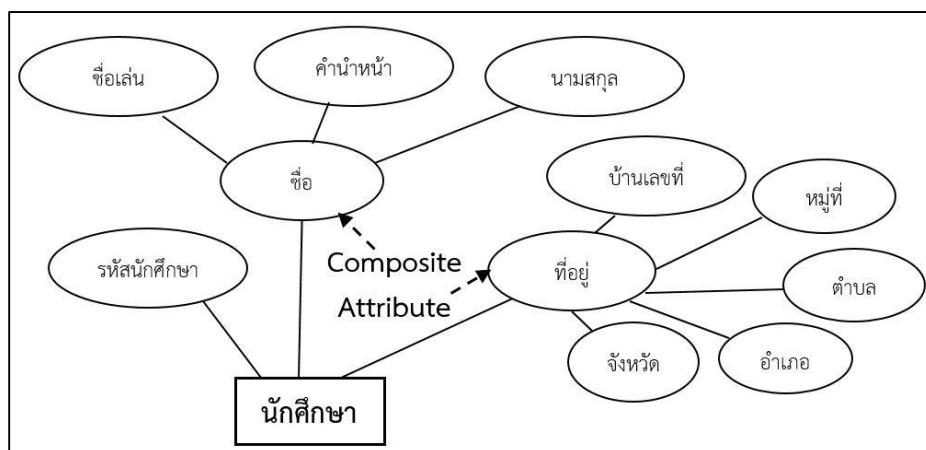 คำนำหน้า
ชื่อเล่น
นามสกุล
ชื่อ
บ้านเลขที่
หมู่ที่
รหัสนักศึกษา
Composite
Attribute
ที่อยู่
ตำบล
จังหวัด
อำเภอ
นักศึกษา